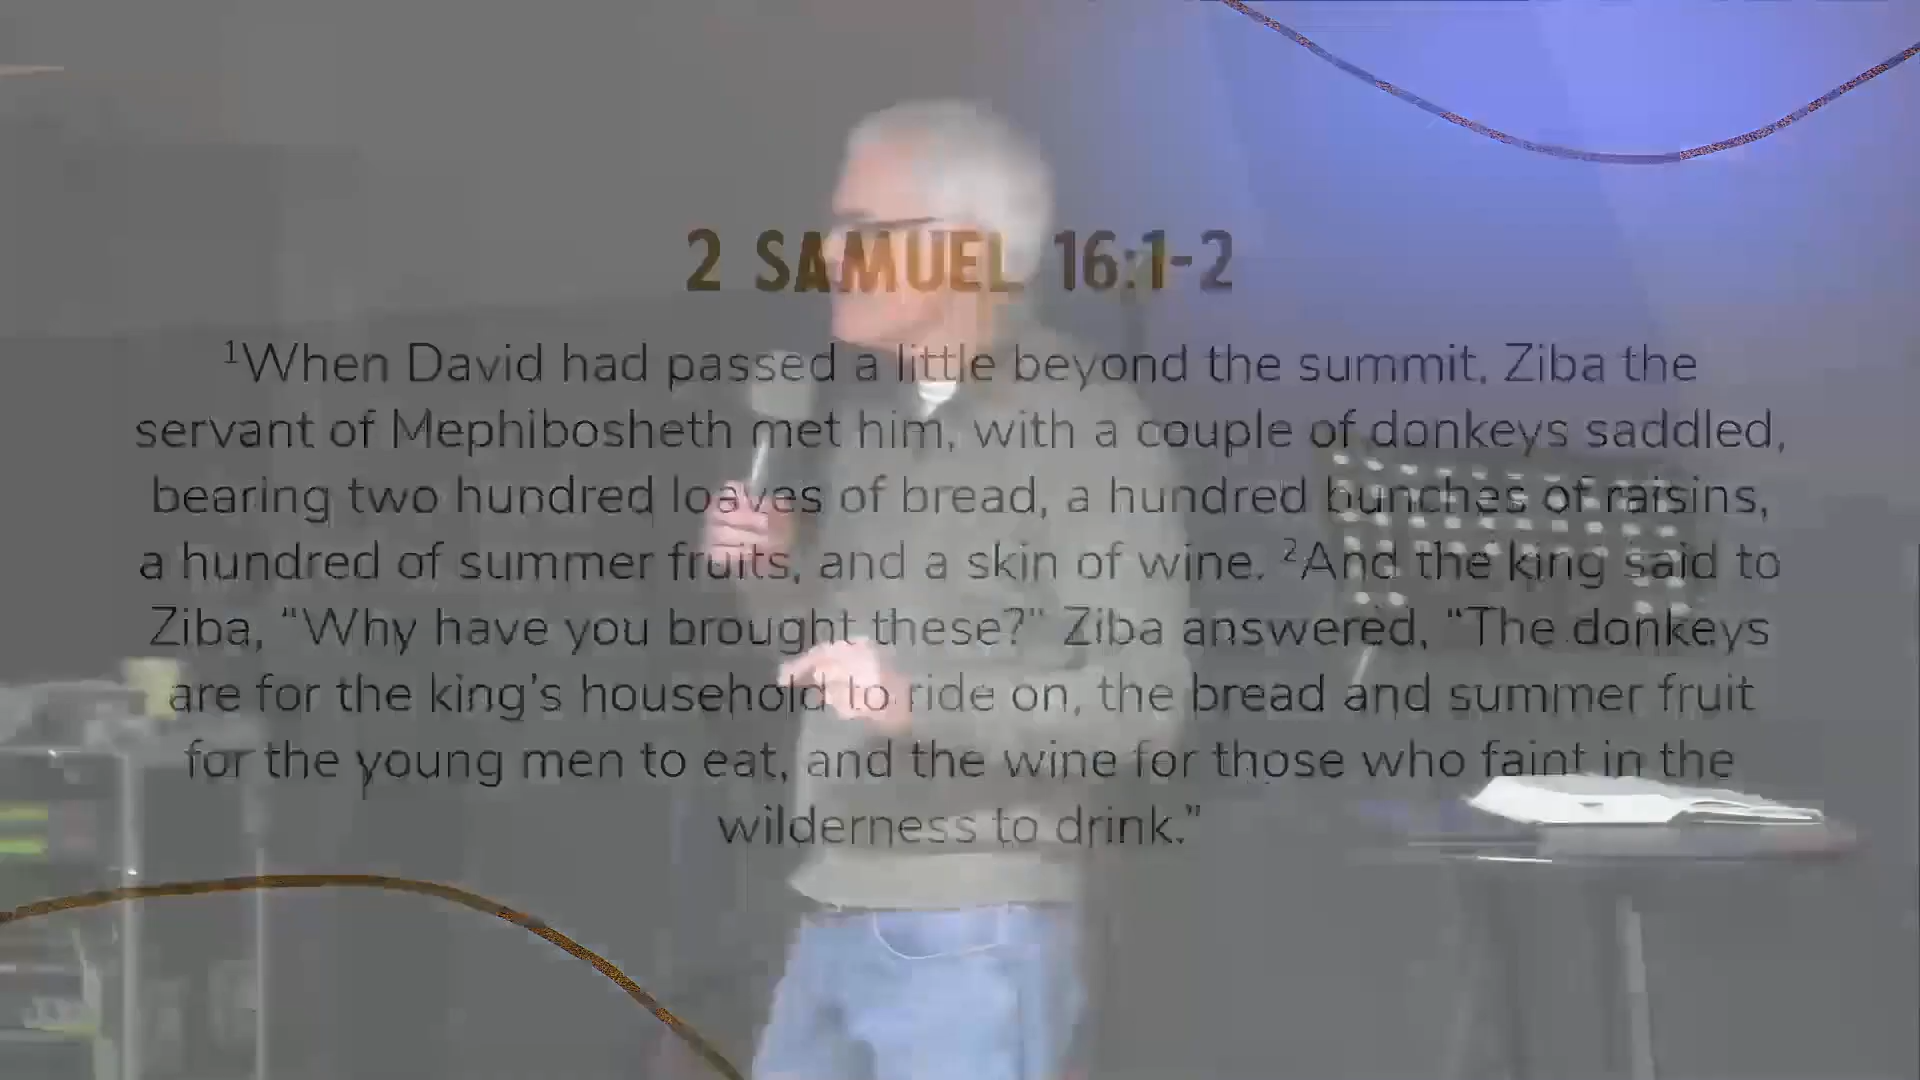 2 SAMUEL 16:1-2
¹When David had passed a little beyond the summit, Ziba the
servant of Mephibosheth met him, with a couple of donkeys saddled,
bearing two hundred loaves of bread, a hundred bunches of raisins,
a hundred of summer fruits, and a skin of wine. ²And the king said to
Ziba, “Why have you brought these?” Ziba answered, “The donkeys
are for the king’s household to ride on, the bread and summer fruit
for the young men to eat, and the wine for those who faint in the
wilderness to drink.”